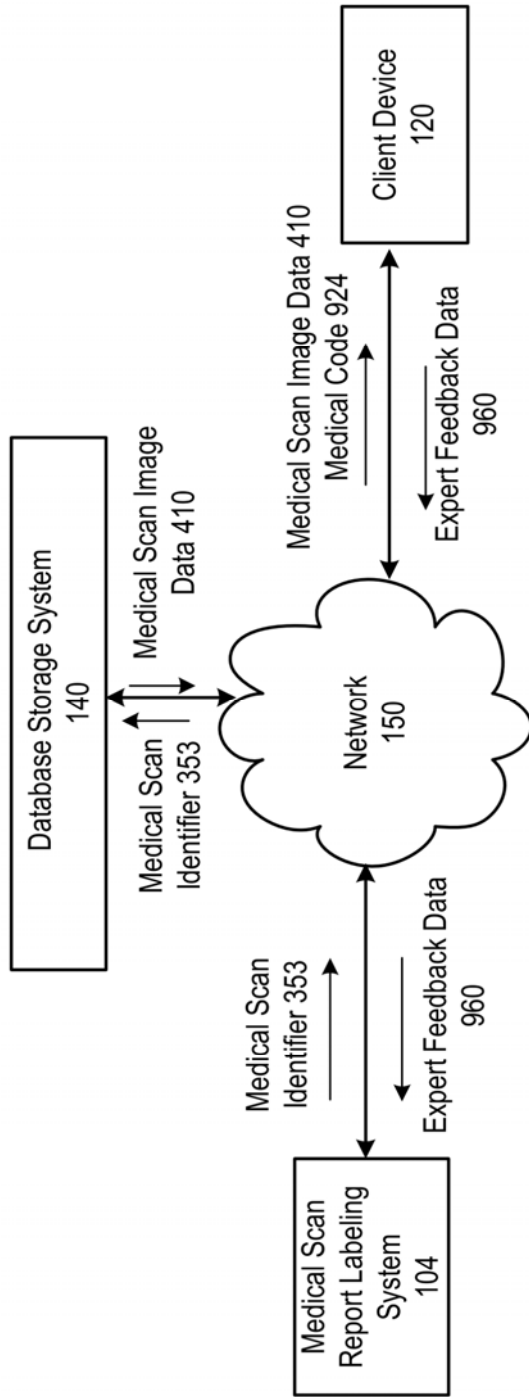 Database Storage System
140
Medical Scan
Identifier 353
Medical Scan Image
Data 410
Medical Scan
Report Labeling
System
104
Medical Scan
Identifier 353
Expert Feedback Data
960
Network
150
Medical Scan Image Data 410
Medical Code 924
Expert Feedback Data
960
Client Device
120